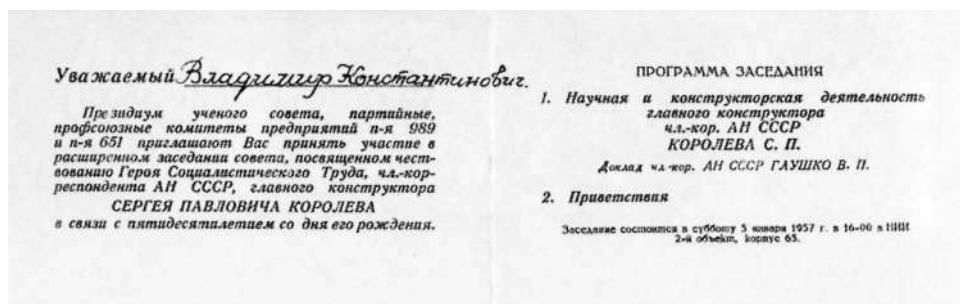 Уважаемый Владимир Константинович.
Президиум ученого совета, партийные,
профсоюзные комитеты предприятий п-я 989
и п-я 651 приглашают Вас принять участие в
расширенном заседании совета, посвященном чест-
вованию Героя Социалистического Труда, чл.-кор-
респондента АН СССР, главного конструктора
СЕРГЕЯ ПАВЛОВИЧА КОРОЛЕВА
в связи с пятидесятилетием со дня его рождения.
ПРОГРАММА ЗАСЕДАНИЯ
1. Научная и конструкторская деятельность
главного конструктора
чл.-кор. АН СССР
КОРОЛЕВА С. П.
Доклад чл-кор. АН СССР ГЛУШКО В. П.
2. Приветствия
Заседание состоится в субботу 5 января 1957 г. в 16-00 в НИИ
2-й объект, корпус 65.